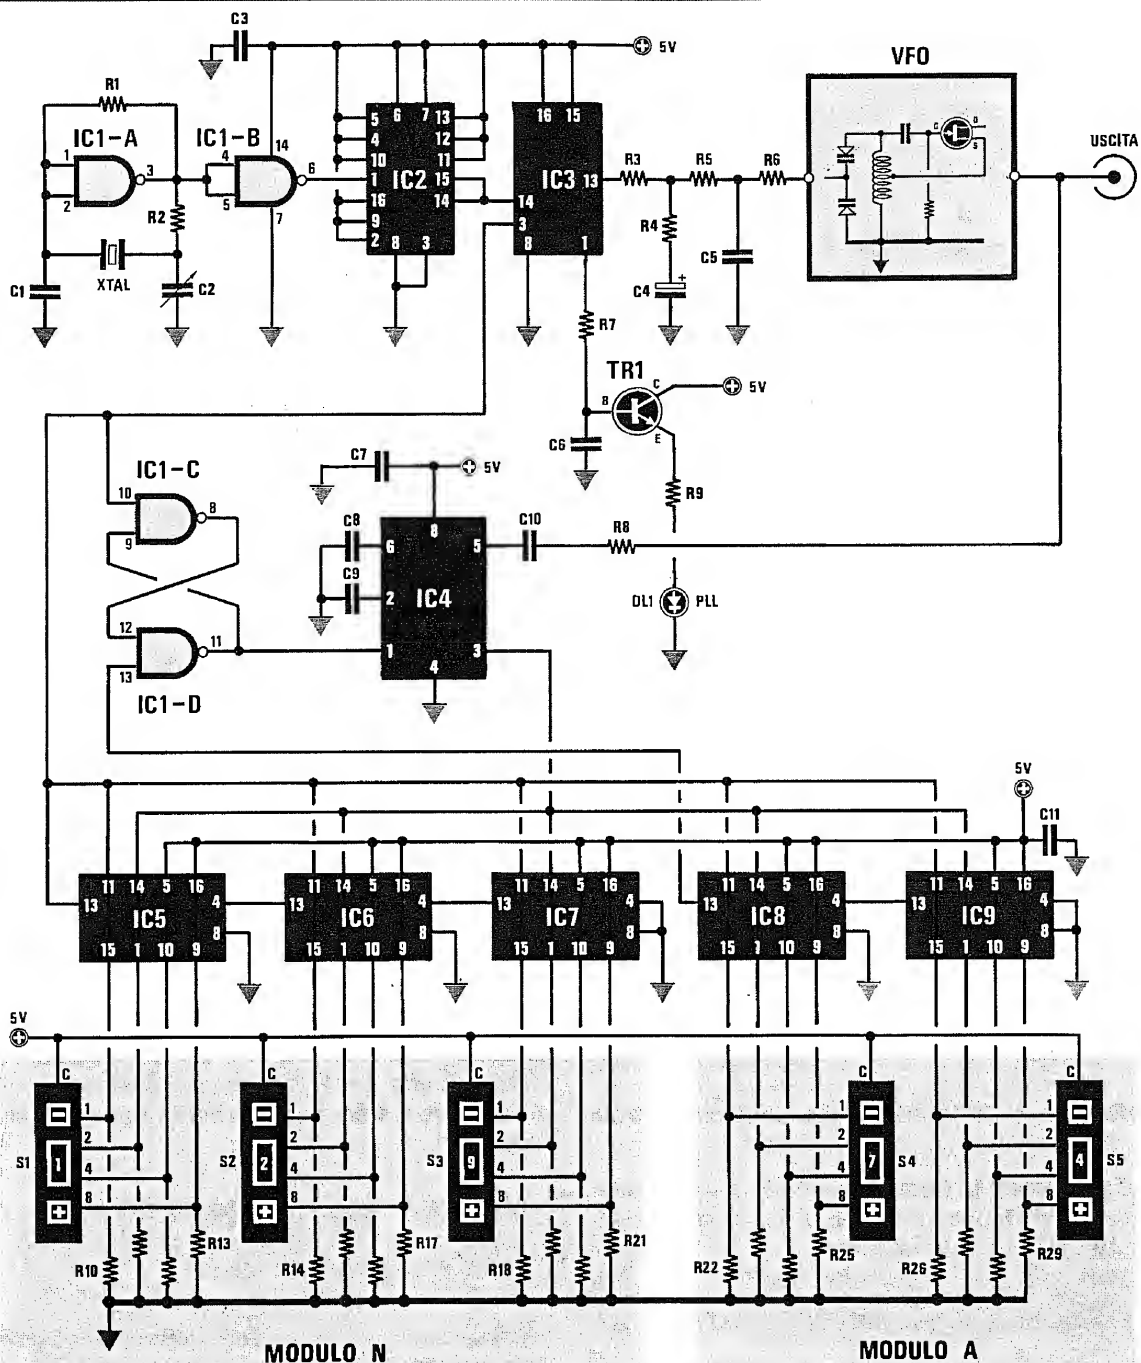 C3
5V
VFO
R1
IC1-A
IC1-B
1
2
3
4
5
14
6
7
R2
XTAL
C1
C2
5
4
10
1
16
9
2
6
7
13
12
11
15
14
8
3
IC2
16
15
IC3
13
14
3
8
1
R3
R5
R6
R4
C4
+
C5
G
D
S
USCITA
R7
TR1
B
C
E
5V
C6
R9
DL1
PLL
IC1-C
10
9
8
12
13
11
IC1-D
C7
5V
C8
C9
6
2
1
8
5
3
4
IC4
C10
R8
5V
C11
11
14
5
16
13
IC5
4
8
15
1
10
9
11
14
5
16
IC6
4
8
15
1
10
9
11
14
5
16
13
IC7
4
8
15
1
10
9
11
14
5
16
13
IC8
4
8
15
1
10
9
11
14
5
16
13
IC9
4
8
15
1
10
9
5V
C
S1
1
1
2
4
8
R10
R13
C
S2
2
1
2
4
8
R14
R17
C
S3
9
1
2
4
8
R18
R21
C
S4
7
1
2
4
8
R22
R25
C
S5
4
1
2
4
8
R26
R29
MODULO N
MODULO A